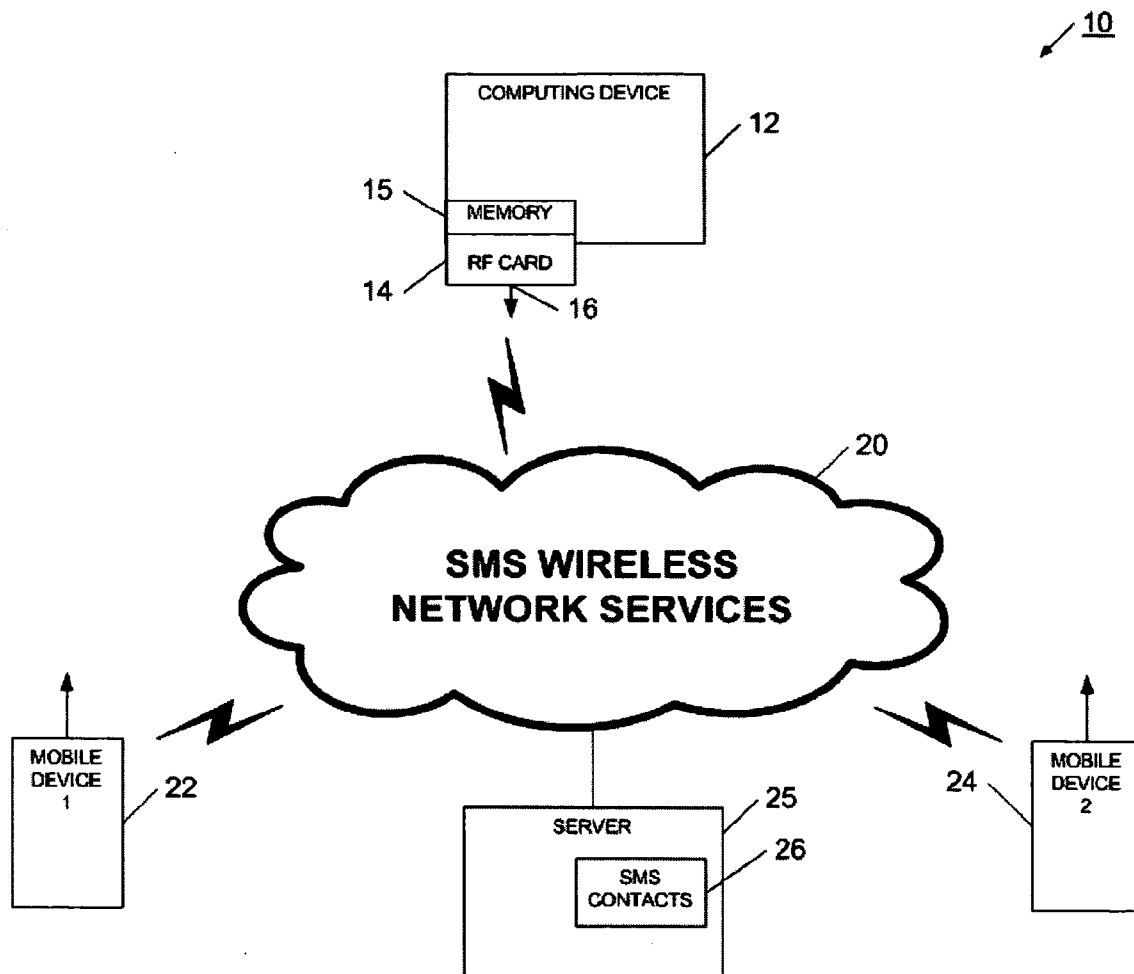 10
COMPUTING DEVICE
12
15
MEMORY
14
RF CARD
16
20
SMS WIRELESS
NETWORK SERVICES
MOBILE
DEVICE
1
22
SERVER
25
SMS
CONTACTS
26
24
MOBILE
DEVICE
2